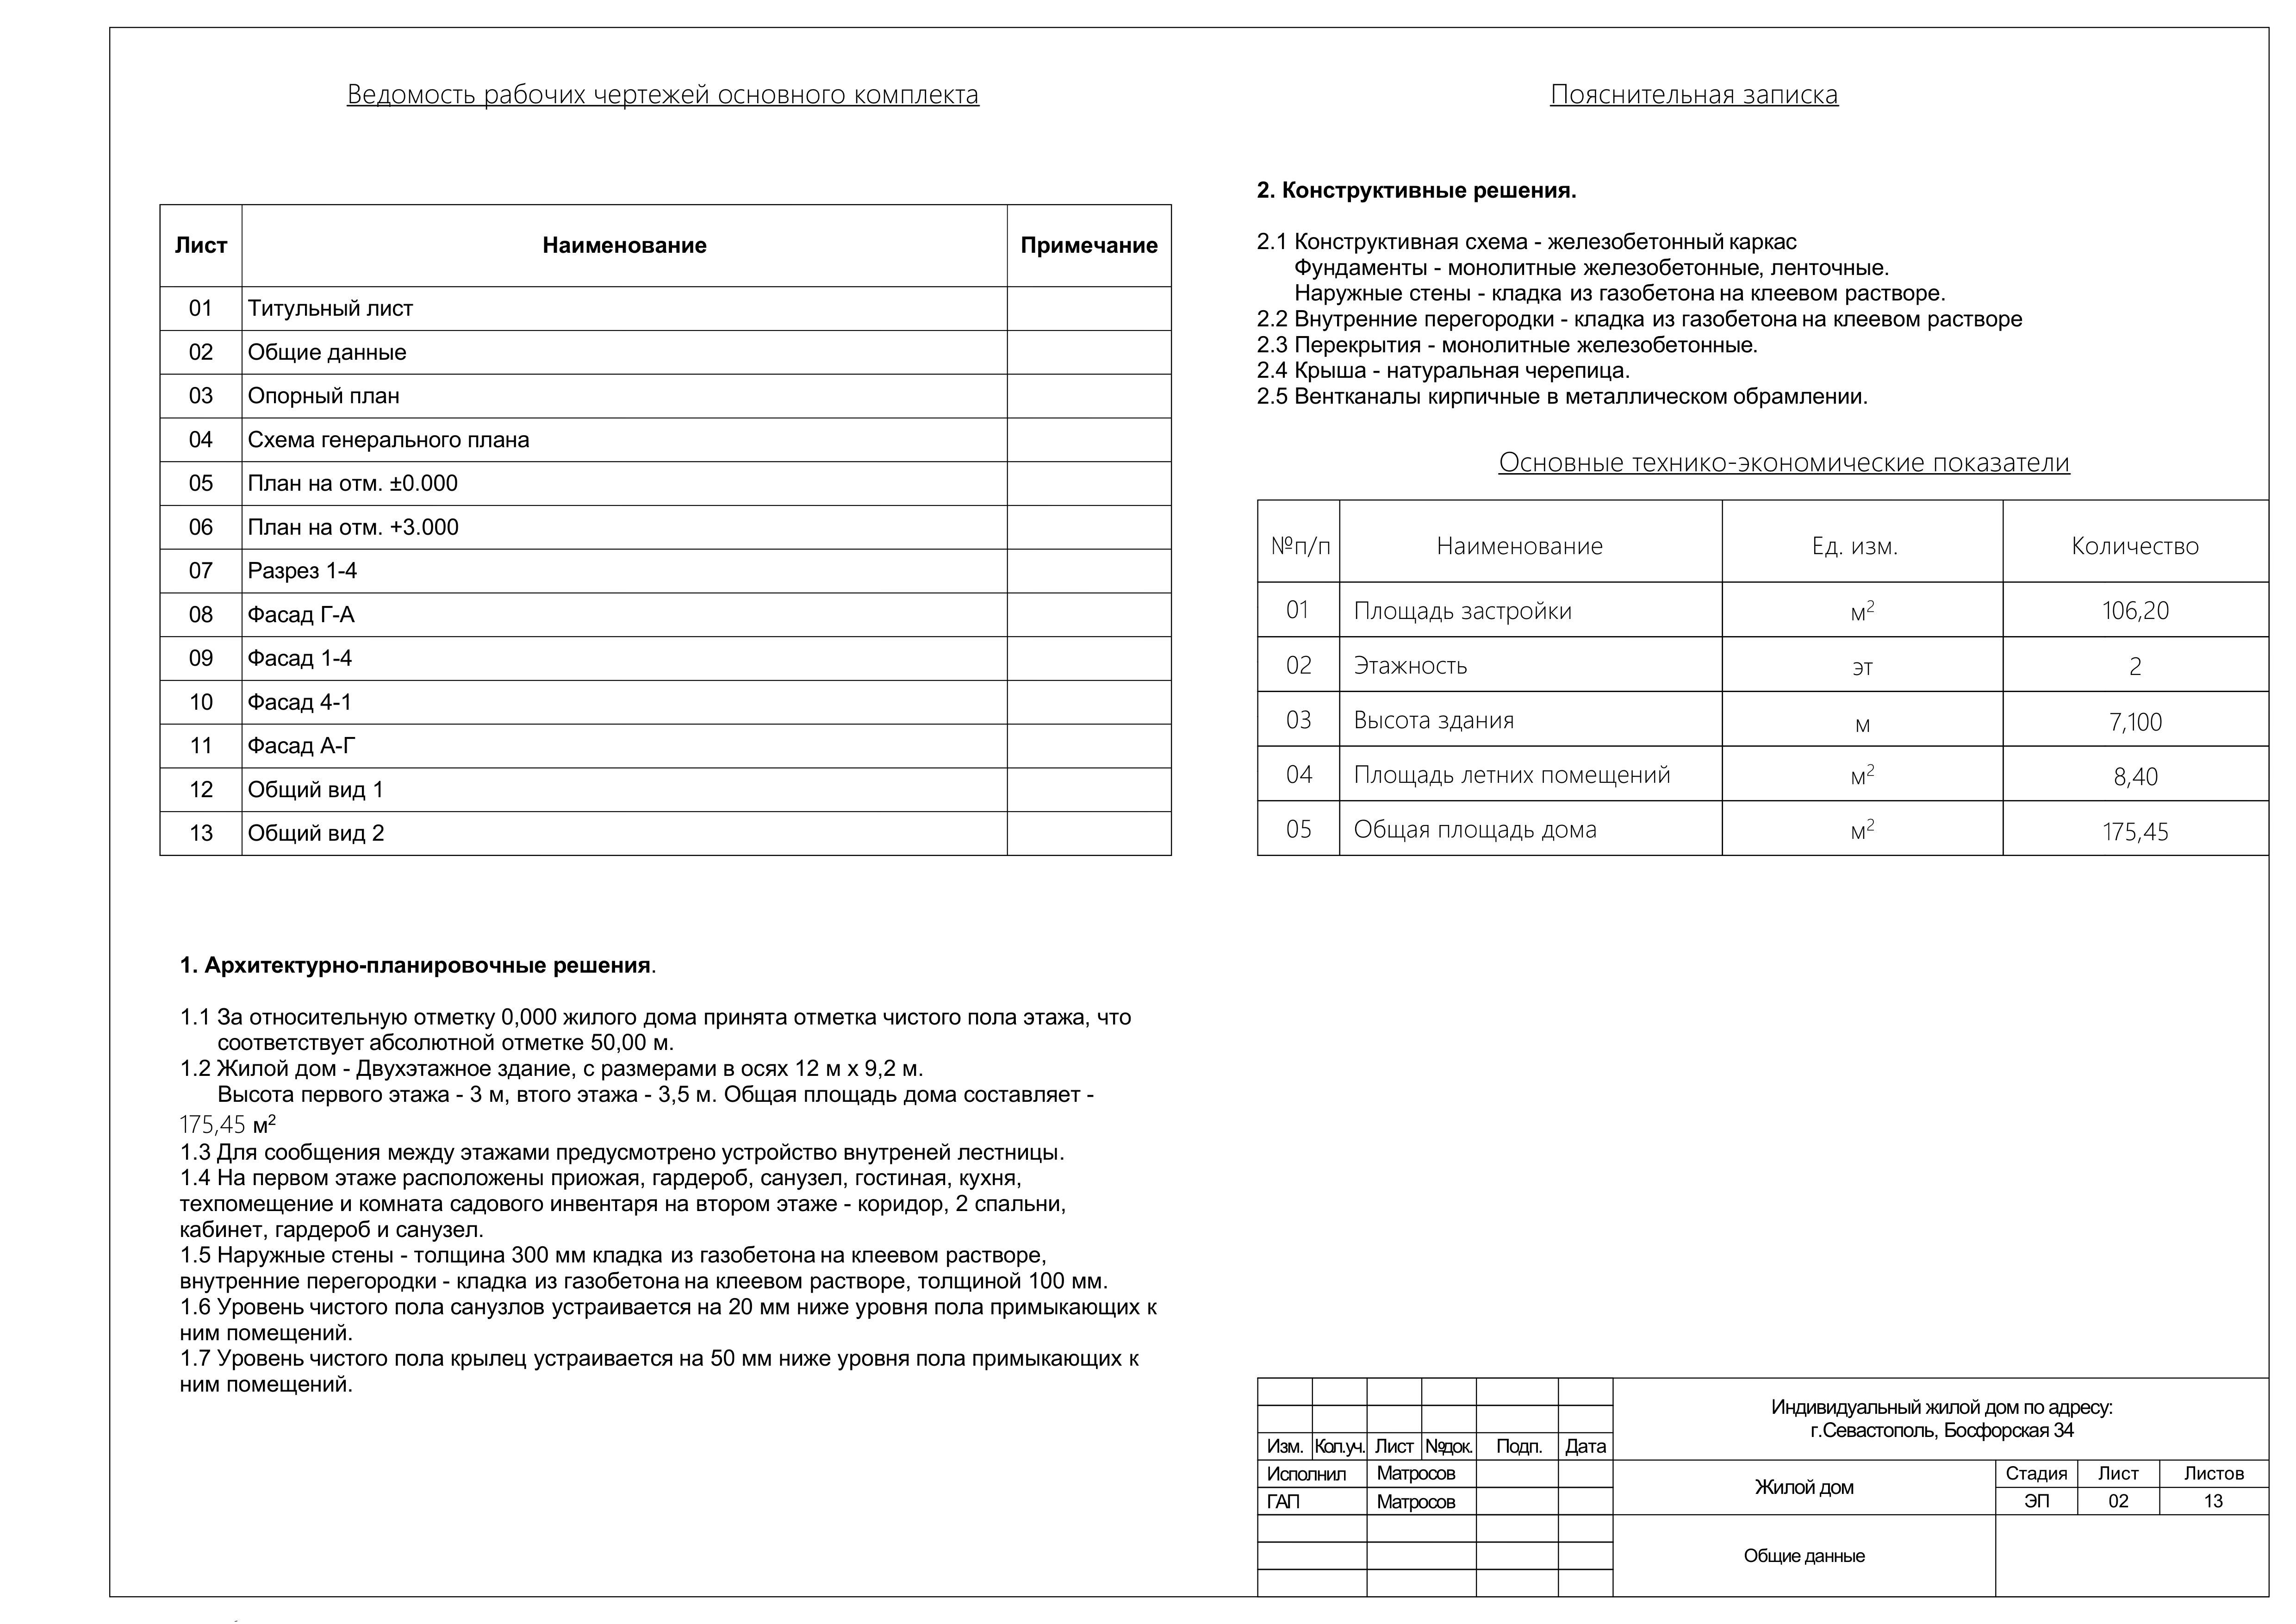 Ведомость рабочих чертежей основного комплекта
Лист Наименование Примечание
01 Титульный лист
02 Общие данные
03 Опорный план
04 Схема генерального плана
05 План на отм. ±0.000
06 План на отм. +3.000
07 Разрез 1-4
08 Фасад Г-А
09 Фасад 1-4
10 Фасад 4-1
11 Фасад А-Г
12 Общий вид 1
13 Общий вид 2
1. Архитектурно-планировочные решения.
1.1 За относительную отметку 0,000 жилого дома принята отметка чистого пола этажа, что
соответствует абсолютной отметке 50,00 м.
1.2 Жилой дом - Двухэтажное здание, с размерами в осях 12 м х 9,2 м.
Высота первого этажа - 3 м, втого этажа - 3,5 м. Общая площадь дома составляет -
175,45 м²
1.3 Для сообщения между этажами предусмотрено устройство внутреней лестницы.
1.4 На первом этаже расположены приожая, гардероб, санузел, гостиная, кухня,
техпомещение и комната садового инвентаря на втором этаже - коридор, 2 спальни,
кабинет, гардероб и санузел.
1.5 Наружные стены - толщина 300 мм кладка из газобетона на клеевом растворе,
внутренние перегородки - кладка из газобетона на клеевом растворе, толщиной 100 мм.
1.6 Уровень чистого пола санузлов устраивается на 20 мм ниже уровня пола примыкающих к
ним помещений.
1.7 Уровень чистого пола крылец устраивается на 50 мм ниже уровня пола примыкающих к
ним помещений.
Пояснительная записка
2. Конструктивные решения.
2.1 Конструктивная схема - железобетонный каркас
Фундаменты - монолитные железобетонные, ленточные.
Наружные стены - кладка из газобетона на клеевом растворе.
2.2 Внутренние перегородки - кладка из газобетона на клеевом растворе
2.3 Перекрытия - монолитные железобетонные.
2.4 Крыша - натуральная черепица.
2.5 Вентканалы кирпичные в металлическом обрамлении.
Основные технико-экономические показатели
№п/п Наименование Ед. изм. Количество
01 Площадь застройки м² 106,20
02 Этажность эт 2
03 Высота здания м 7,100
04 Площадь летних помещений м² 8,40
05 Общая площадь дома м² 175,45
Индивидуальный жилой дом по адресу:
г.Севастополь, Босфорская 34
Изм. Кол.уч. Лист №док. Подп. Дата
Исполнил Матросов
ГАП Матросов
Жилой дом
Стадия Лист Листов
ЭП 02 13
Общие данные